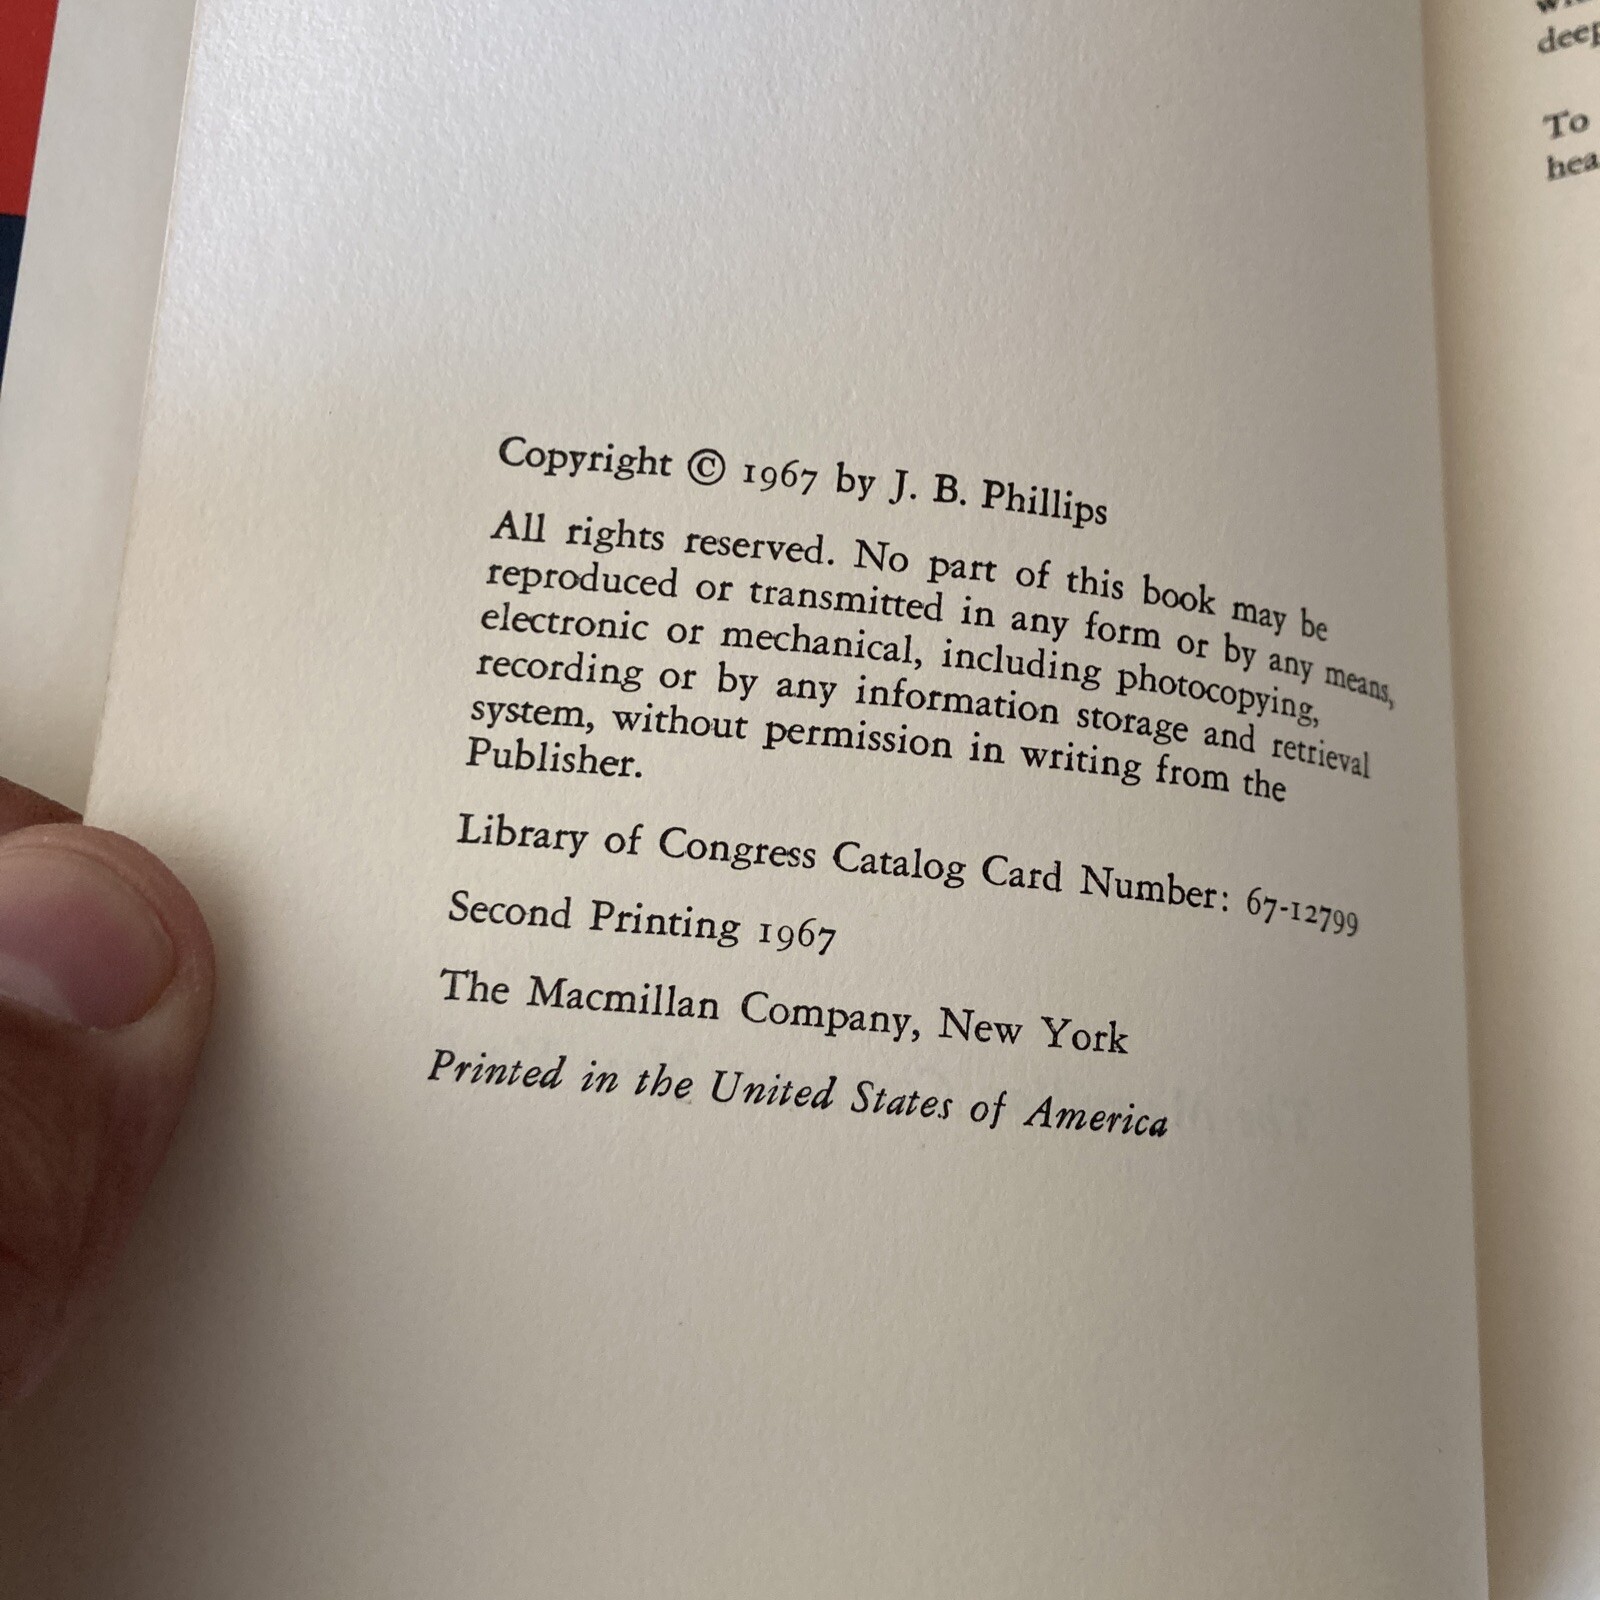 Copyright © 1967 by J. B. Phillips
All rights reserved. No part of this book may be
reproduced or transmitted in any form or by any means,
electronic or mechanical, including photocopying,
recording or by any information storage and retrieval
system, without permission in writing from the
Publisher.
Library of Congress Catalog Card Number: 67-12799
Second Printing 1967
The Macmillan Company, New York
Printed in the United States of America
deep
To
hea